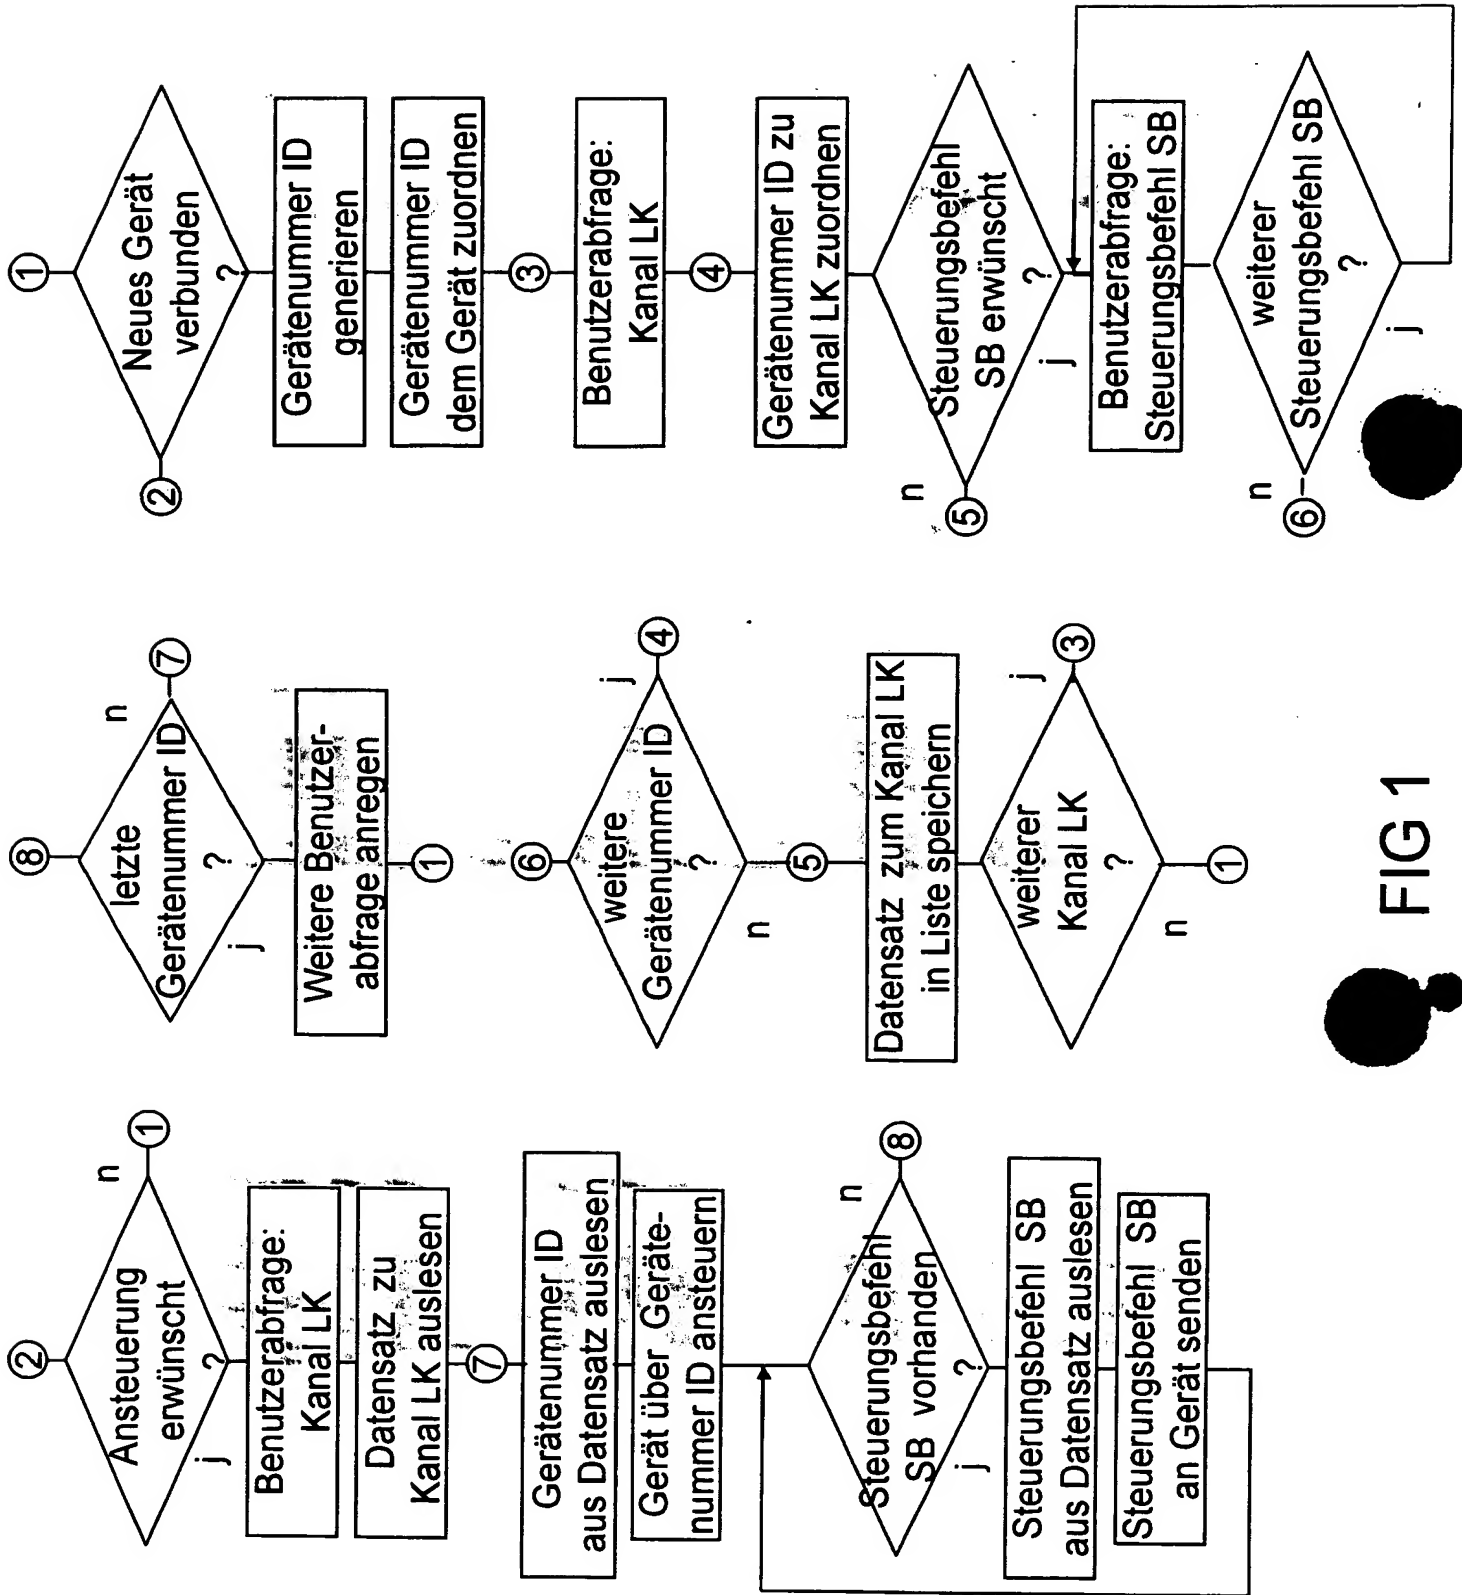 ①
Neues Gerät
verbunden
?
②
Gerätenummer ID
generieren
Gerätenummer ID
dem Gerät zuordnen
③
Benutzerabfrage:
Kanal LK
④
Gerätenummer ID zu
Kanal LK zuordnen
Steuerungsbefehl
SB erwünscht
?
n
⑤
j
Benutzerabfrage:
Steuerungsbefehl SB
weiterer
Steuerungsbefehl SB
?
n
⑥
j
⑧
letzte
Gerätenummer ID
?
n
⑦
j
Weitere Benutzer-
abfrage anregen
①
⑥
weitere
Gerätenummer ID
?
j
④
n
⑤
Datensatz zum Kanal LK
in Liste speichern
weiterer
Kanal LK
?
j
③
n
①
②
Ansteuerung
erwünscht
?
n
①
j
Benutzerabfrage:
Kanal LK
Datensatz zu
Kanal LK auslesen
⑦
Gerätenummer ID
aus Datensatz auslesen
Gerät über Geräte-
nummer ID ansteuern
Steuerungsbefehl
SB vorhanden
?
n
⑧
j
Steuerungsbefehl SB
aus Datensatz auslesen
Steuerungsbefehl SB
an Gerät senden
FIG 1